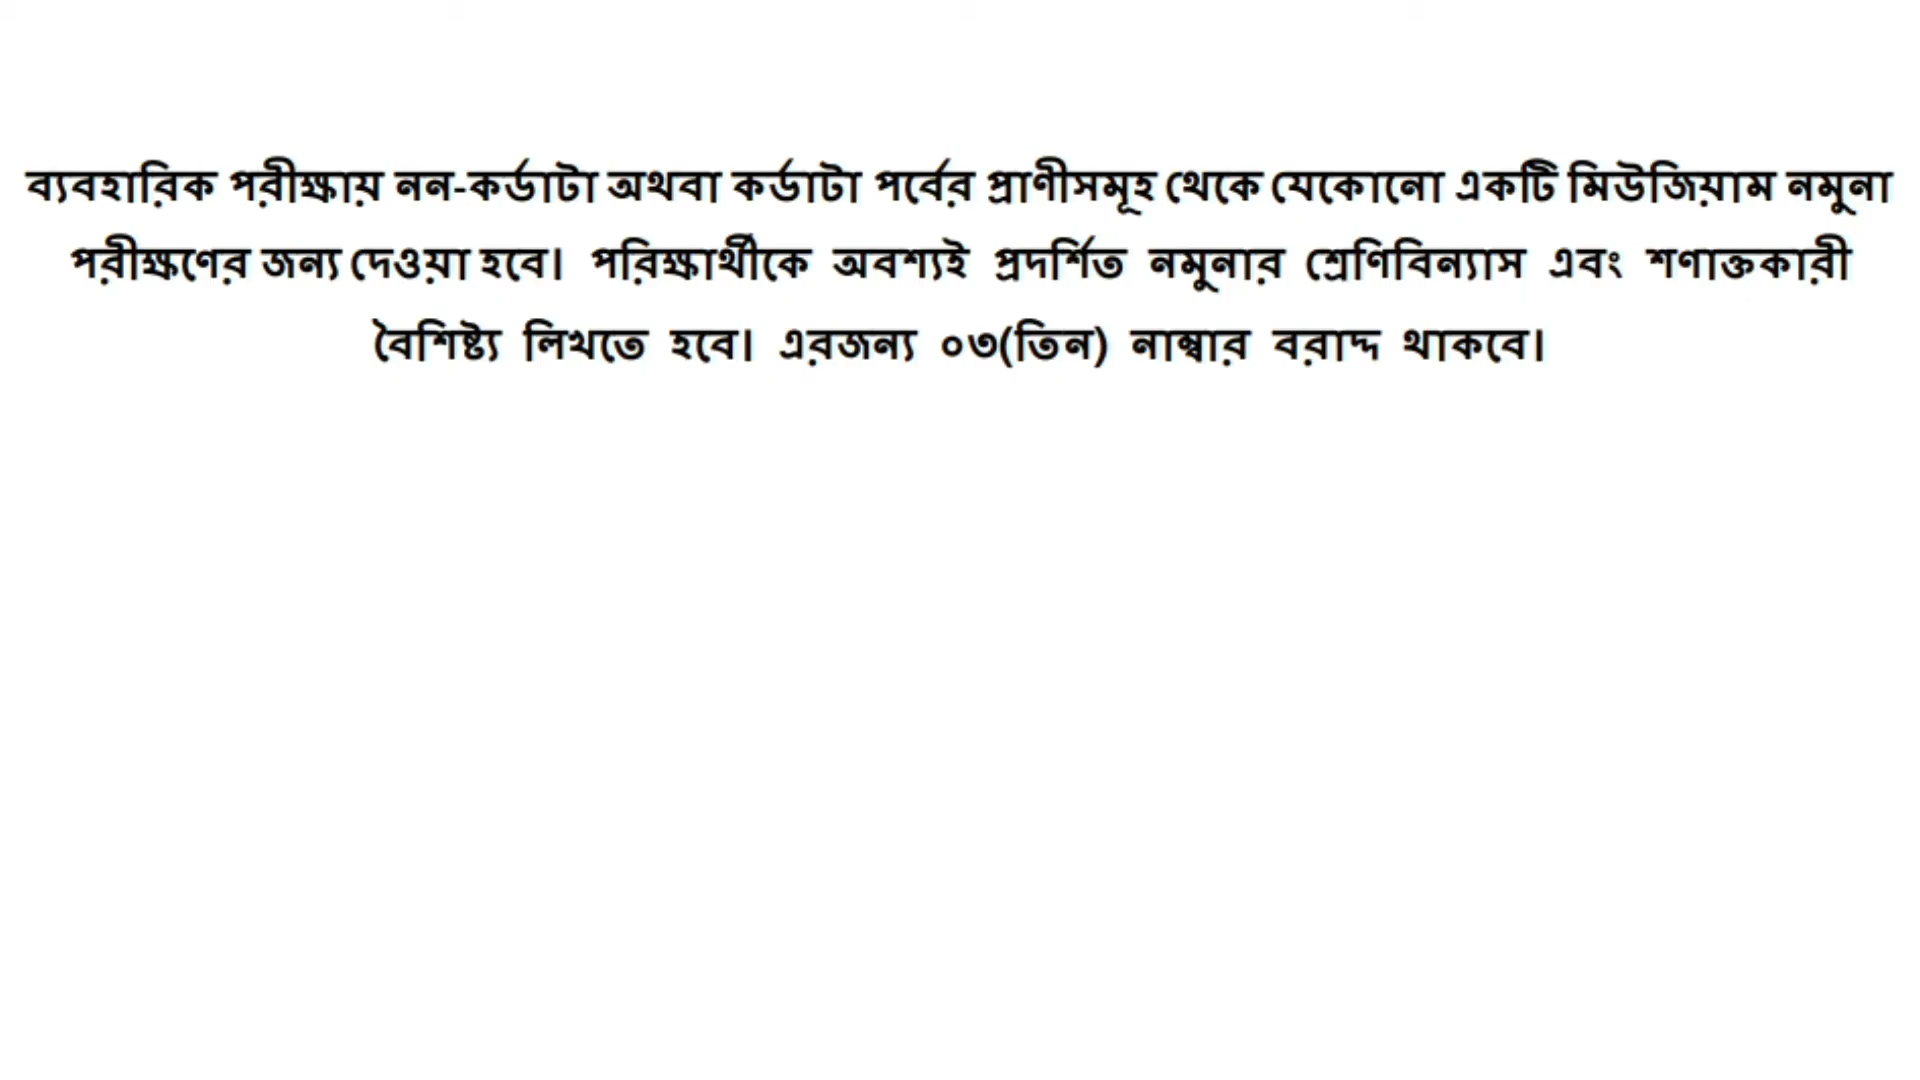 ব্যবহারিক পরীক্ষায় নন-কর্ডাটা অথবা কর্ডাটা পর্বের প্রাণীসমূহ থেকে যেকোনো একটি মিউজিয়াম নমুনা
পরীক্ষণের জন্য দেওয়া হবে। পরিক্ষার্থীকে অবশ্যই প্রদর্শিত নমুনার শ্রেণিবিন্যাস এবং শণাক্তকারী
বৈশিষ্ট্য লিখতে হবে। এরজন্য ০৩(তিন) নাম্বার বরাদ্দ থাকবে।